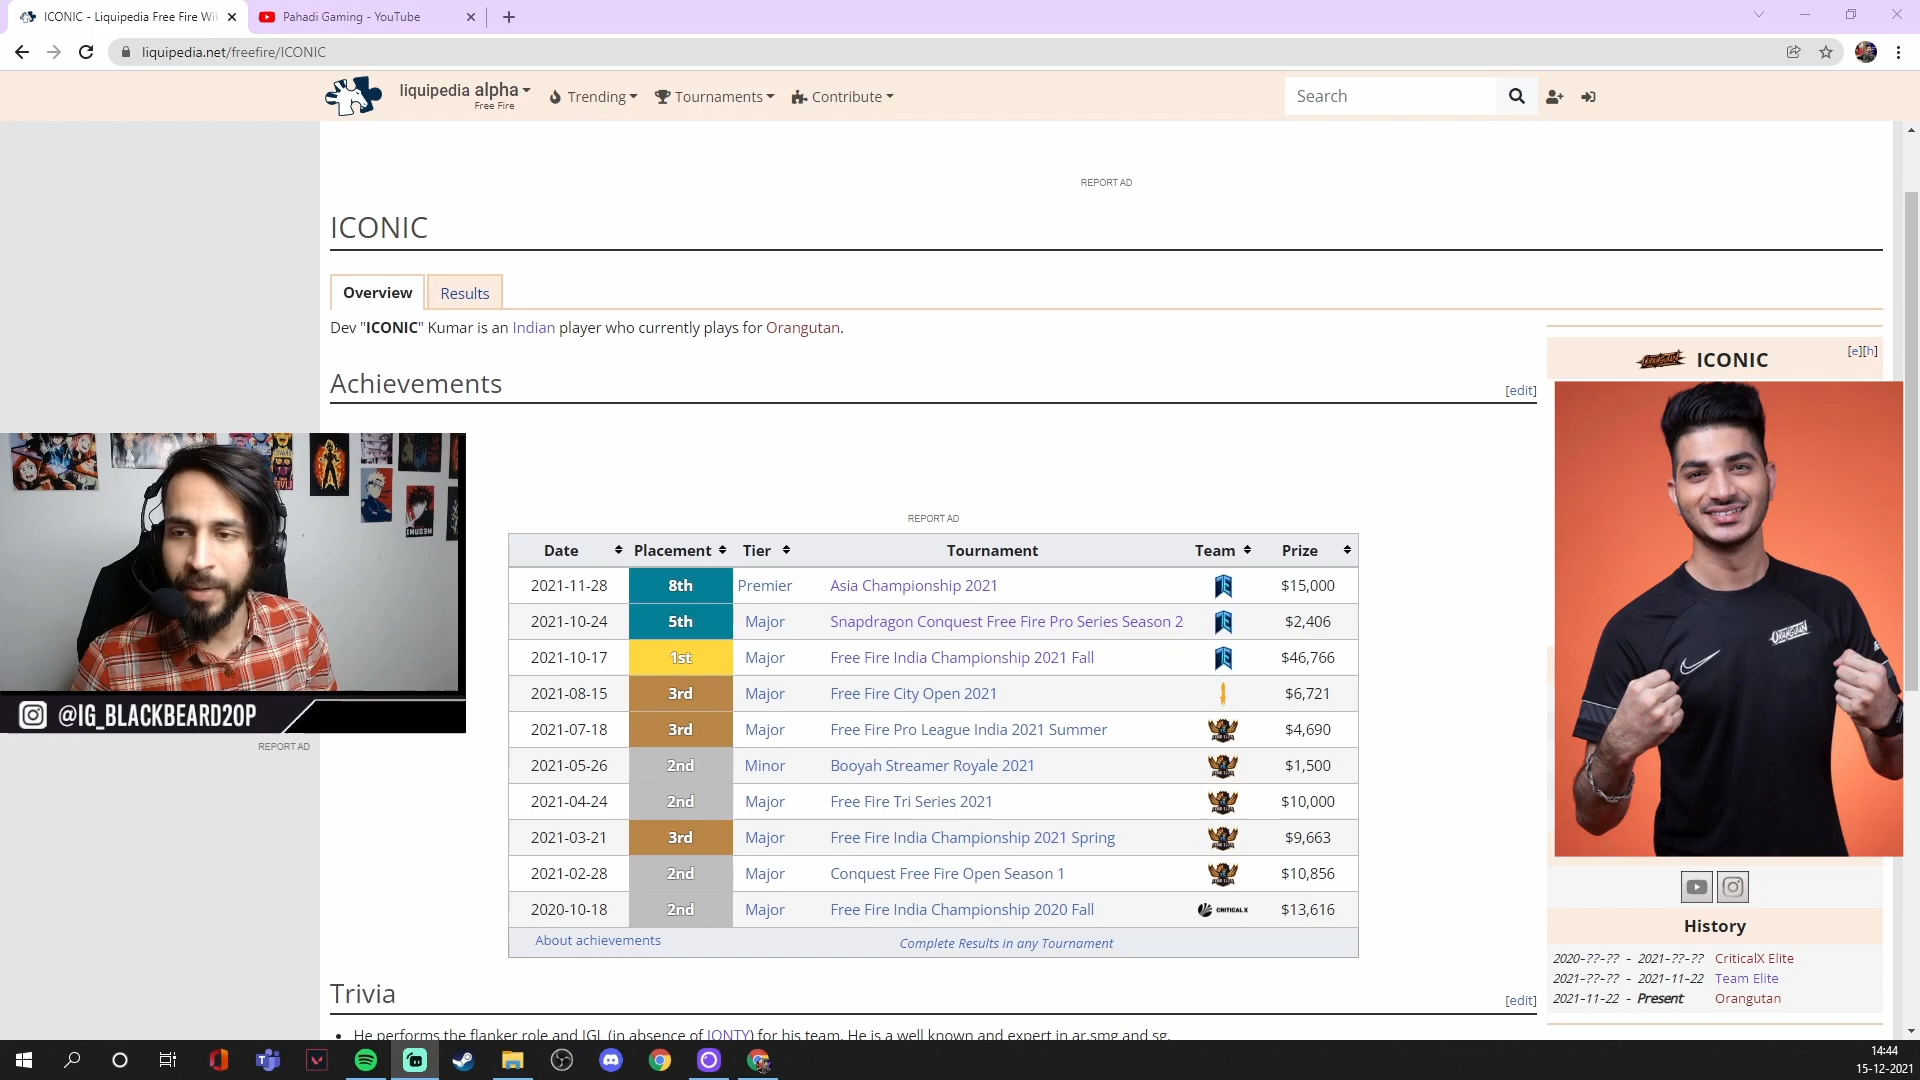 ICONIC - Liquipedia Free Fire Wi
Pahadi Gaming - YouTube
liquipedia.net/freefire/ICONIC
liquipedia alpha
Free Fire
Trending
Tournaments
Contribute
Search
REPORT AD
ICONIC
Overview
Results
Dev "ICONIC" Kumar is an Indian player who currently plays for Orangutan.
Achievements
[edit]
REPORT AD
Date Placement Tier Tournament Team Prize
2021-11-28 8th Premier Asia Championship 2021 $15,000
2021-10-24 5th Major Snapdragon Conquest Free Fire Pro Series Season 2 $2,406
2021-10-17 1st Major Free Fire India Championship 2021 Fall $46,766
2021-08-15 3rd Major Free Fire City Open 2021 $6,721
2021-07-18 3rd Major Free Fire Pro League India 2021 Summer $4,690
2021-05-26 2nd Minor Booyah Streamer Royale 2021 $1,500
2021-04-24 2nd Major Free Fire Tri Series 2021 $10,000
2021-03-21 3rd Major Free Fire India Championship 2021 Spring $9,663
2021-02-28 2nd Major Conquest Free Fire Open Season 1 $10,856
2020-10-18 2nd Major Free Fire India Championship 2020 Fall CRITICAL X $13,616
About achievements
Complete Results in any Tournament
Trivia
[edit]
He performs the flanker role and IGL (in absence of IONTY) for his team. He is a well known and expert in ar,smg and sg.
ORANGUTAN ICONIC
[e][h]
ORANGUTAN
History
2020-??-?? - 2021-??-?? CriticalX Elite
2021-??-?? - 2021-11-22 Team Elite
2021-11-22 - Present Orangutan
@IG_BLACKBEARD20P
REPORT AD
14:44
15-12-2021